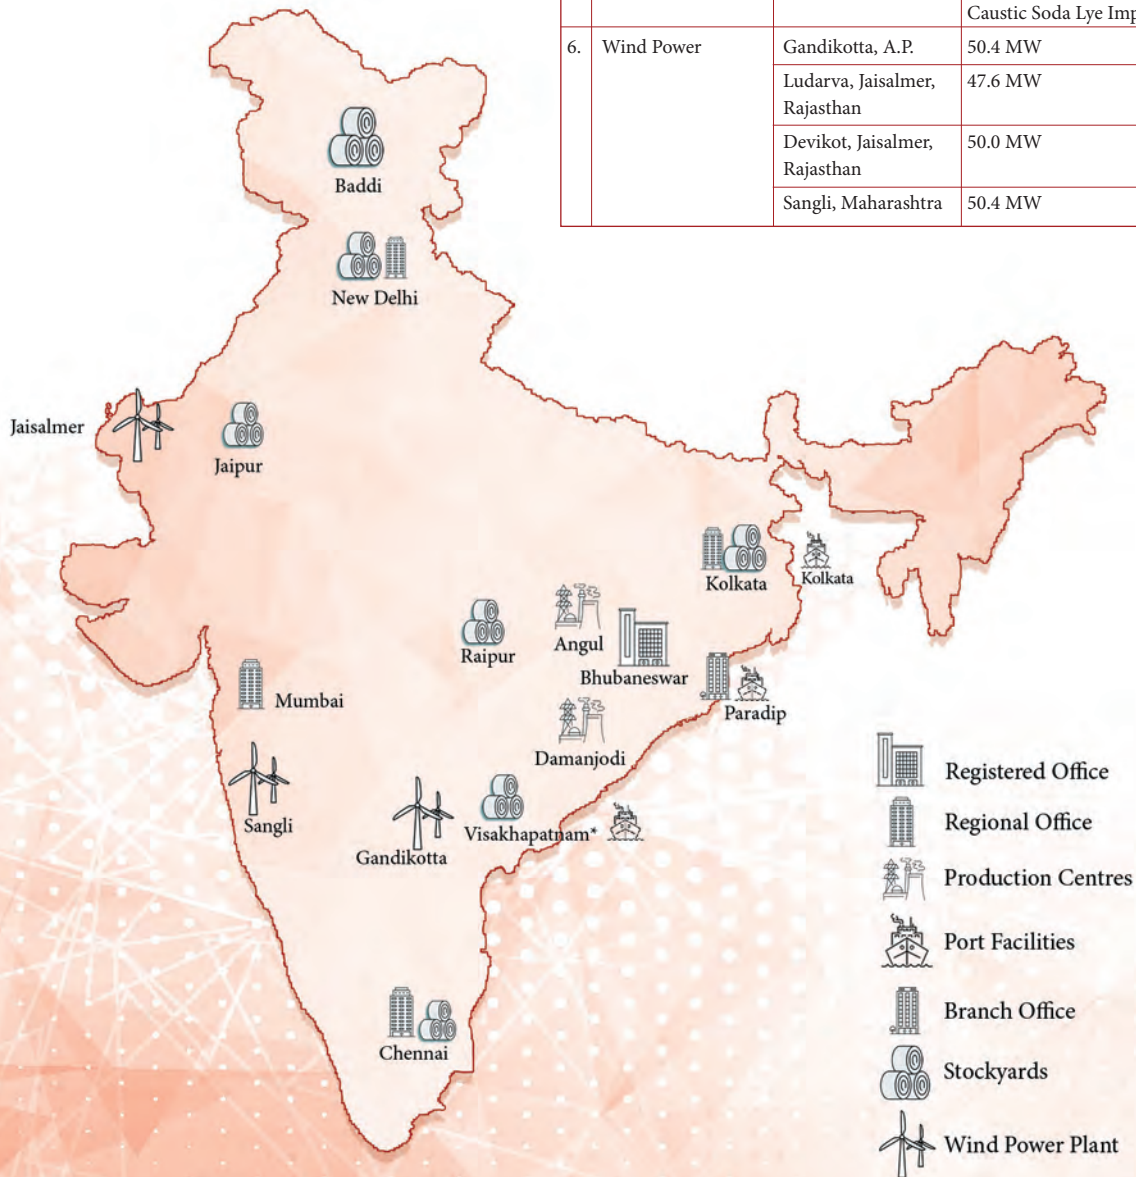 Caustic Soda Lye Imp
6. Wind Power Gandikotta, A.P. 50.4 MW
Ludarva, Jaisalmer, 47.6 MW
Rajasthan
Devikot, Jaisalmer, 50.0 MW
Rajasthan
Sangli, Maharashtra 50.4 MW
Baddi
New Delhi
Jaisalmer
Jaipur
Kolkata
Kolkata
Angul
Raipur
Bhubaneswar
Mumbai
Paradip
Damanjodi
Sangli
Visakhapatnam*
Gandikotta
Chennai
Registered Office
Regional Office
Production Centres
Port Facilities
Branch Office
Stockyards
Wind Power Plant